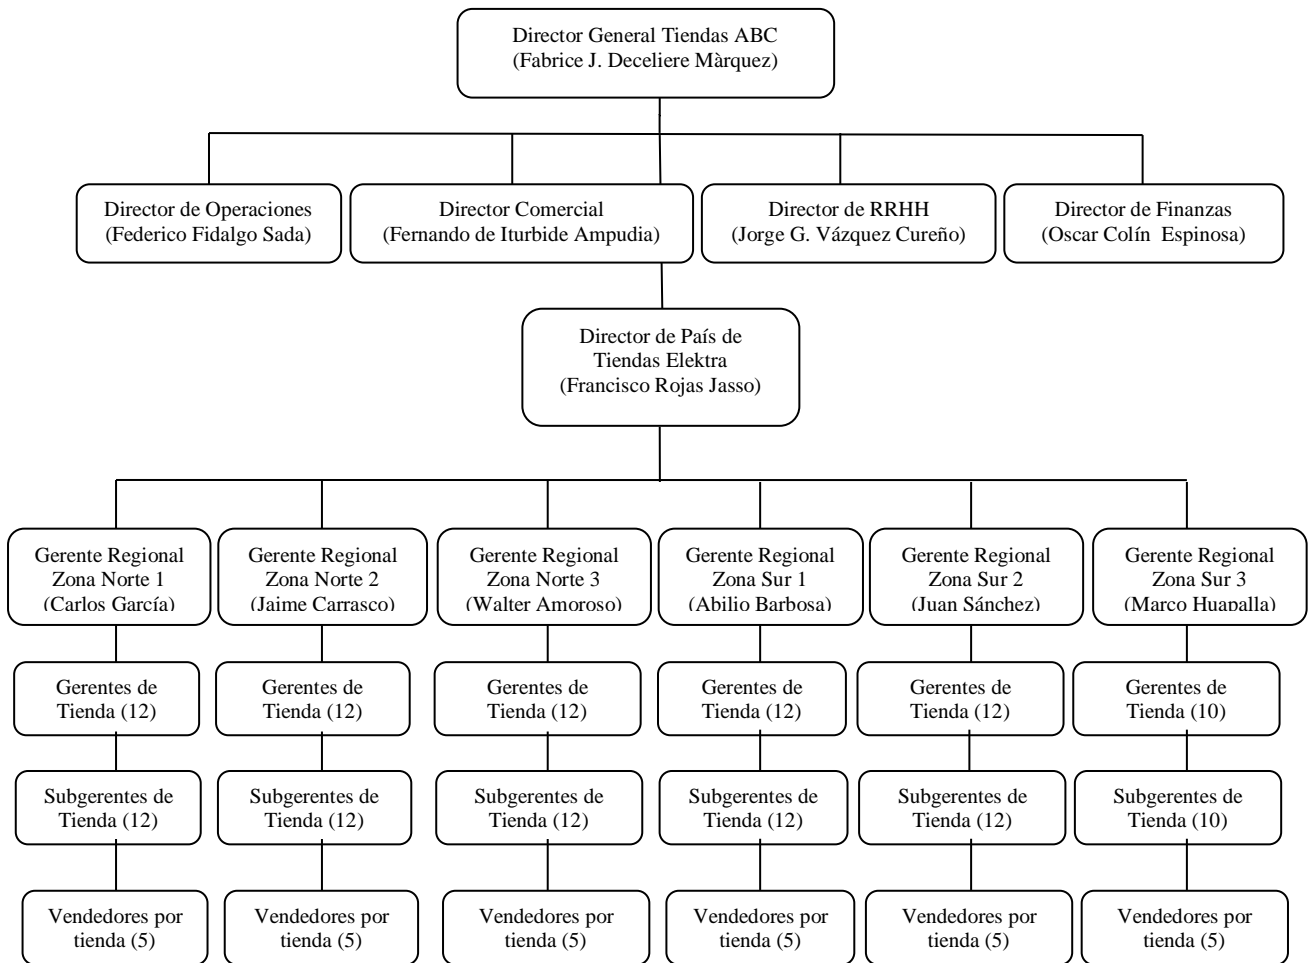 Director General Tiendas ABC
(Fabrice J. Deceliere Màrquez)
Director de Operaciones
(Federico Fidalgo Sada)
Director Comercial
(Fernando de Iturbide Ampudia)
Director de RRHH
(Jorge G. Vázquez Cureño)
Director de Finanzas
(Oscar Colín Espinosa)
Director de País de
Tiendas Elektra
(Francisco Rojas Jasso)
Gerente Regional
Zona Norte 1
(Carlos García)
Gerente Regional
Zona Norte 2
(Jaime Carrasco)
Gerente Regional
Zona Norte 3
(Walter Amoroso)
Gerente Regional
Zona Sur 1
(Abilio Barbosa)
Gerente Regional
Zona Sur 2
(Juan Sánchez)
Gerente Regional
Zona Sur 3
(Marco Huapalla)
Gerentes de
Tienda (12)
Gerentes de
Tienda (12)
Gerentes de
Tienda (12)
Gerentes de
Tienda (12)
Gerentes de
Tienda (12)
Gerentes de
Tienda (10)
Subgerentes de
Tienda (12)
Subgerentes de
Tienda (12)
Subgerentes de
Tienda (12)
Subgerentes de
Tienda (12)
Subgerentes de
Tienda (12)
Subgerentes de
Tienda (10)
Vendedores por
tienda (5)
Vendedores por
tienda (5)
Vendedores por
tienda (5)
Vendedores por
tienda (5)
Vendedores por
tienda (5)
Vendedores por
tienda (5)